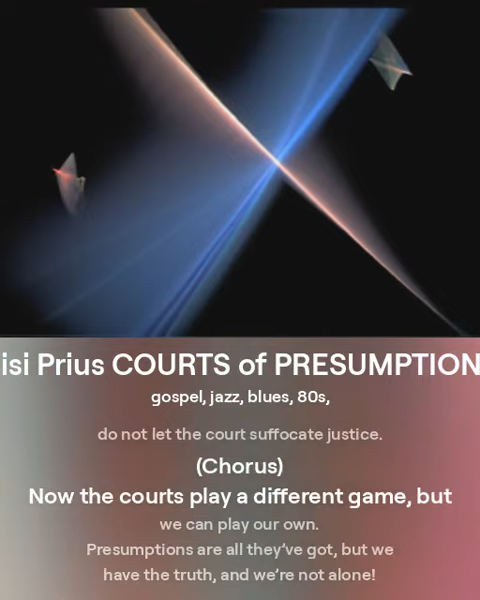 isi Prius COURTS of PRESUMPTION
gospel, jazz, blues, 80s,
do not let the court suffocate justice.
(Chorus)
Now the courts play a different game, but
we can play our own.
Presumptions are all they’ve got, but we
have the truth, and we’re not alone!